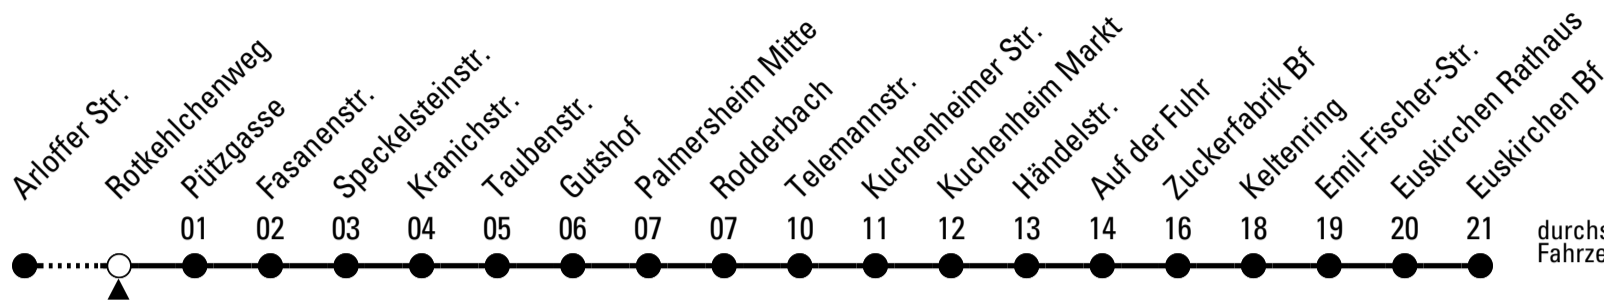 Arloffer Str.
Rotkehlchenweg
Pützgasse
Fasanenstr.
Speckelsteinstr.
Kranichstr.
Taubenstr.
Gutshof
Palmersheim Mitte
Rodderbach
Telemannstr.
Kuchenheimer Str.
Kuchenheim Markt
Händelstr.
Auf der Fuhr
Zuckerfabrik Bf
Keltenring
Emil-Fischer-Str.
Euskirchen Rathaus
Euskirchen Bf
01 02 03 04 05 06 07 07 10 11 12 13 14 16 18 19 20 21
durchs
Fahrze